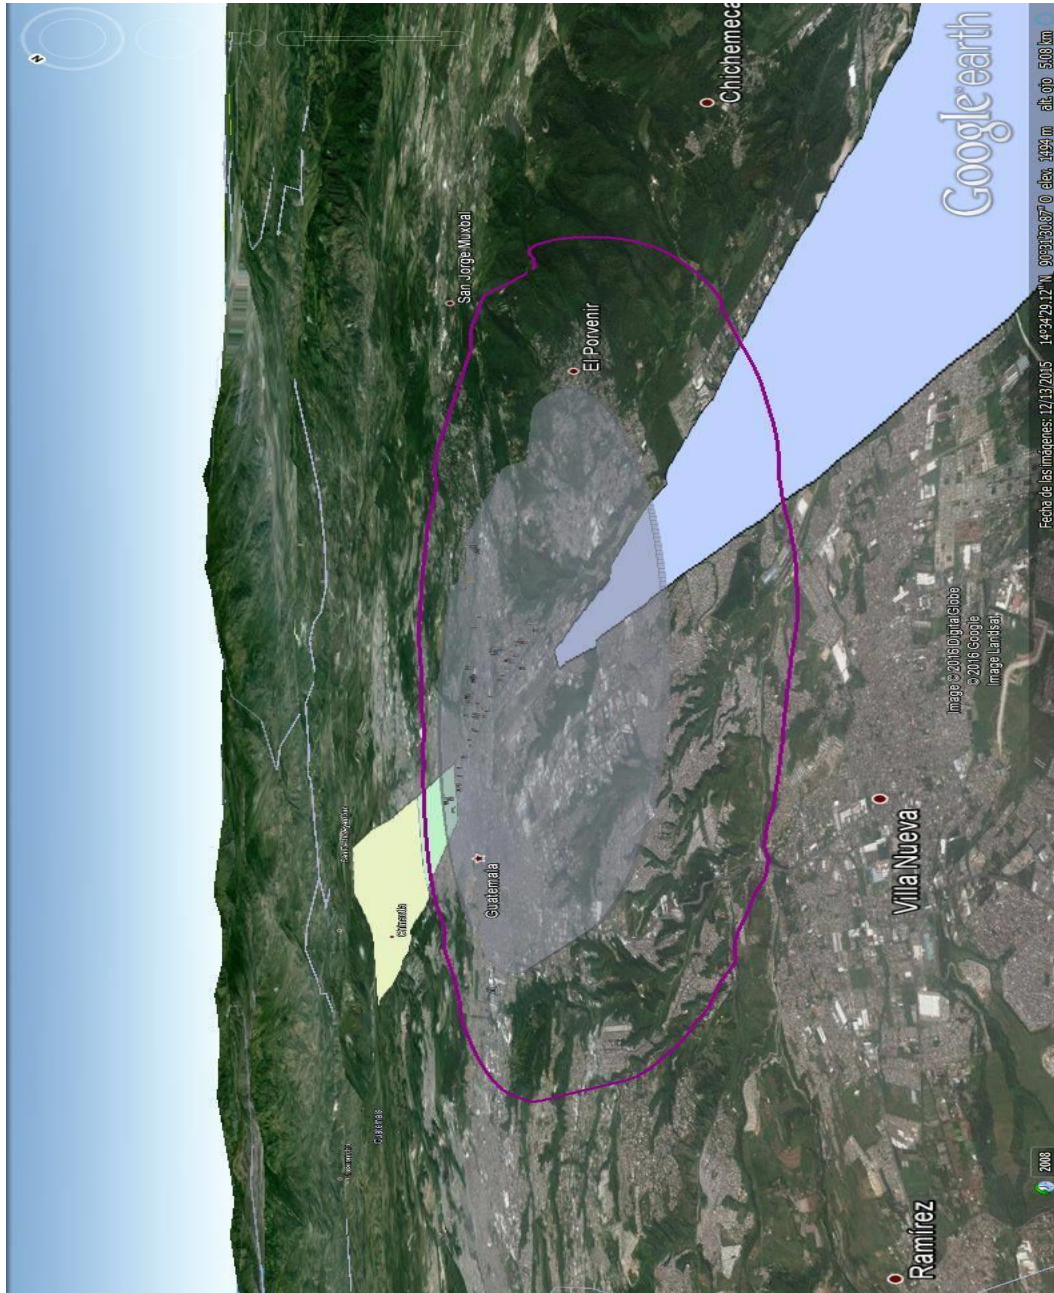 Chichemeca
San Jorge Muxbal
El Porvenir
Guatemala
Villa Nueva
Ramírez
Image © 2016 DigitalGlobe
© 2016 Google
Image Landsat
Google earth
2008
Fecha de las imágenes: 12/13/2015 14°34'29.12" N 90°31'30.87" O elev. 1494 m alt. ojo 5.08 km
N